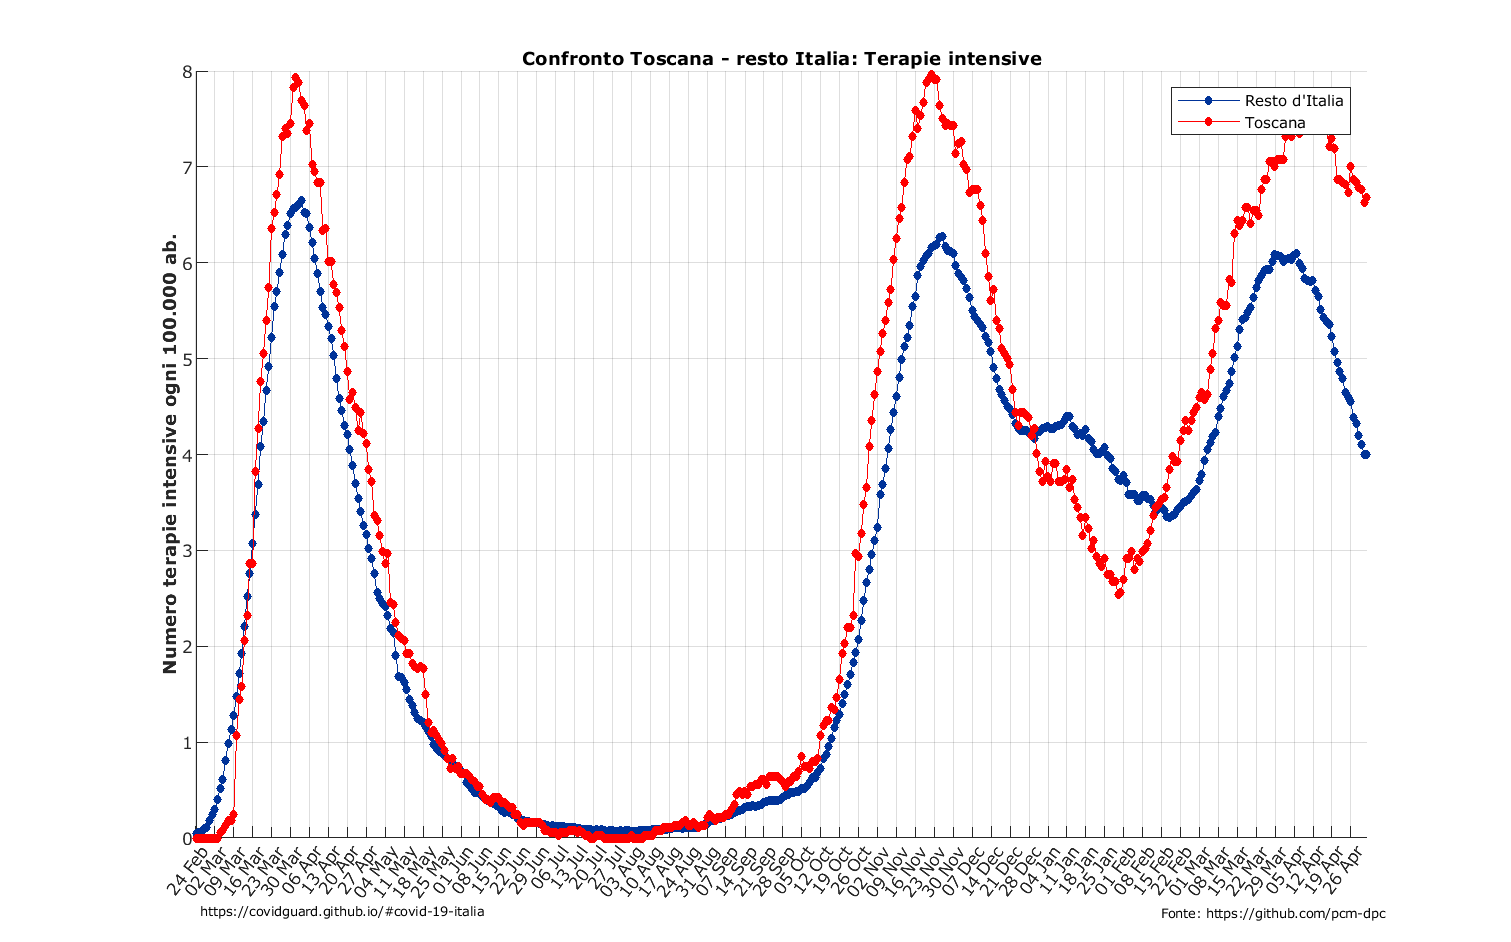 Confronto Toscana - resto Italia: Terapie intensive
Numero terapie intensive ogni 100.000 ab.
8
7
6
5
4
3
2
1
0
Resto d'Italia
Toscana
24 Feb
02 Mar
09 Mar
16 Mar
23 Mar
30 Mar
06 Apr
13 Apr
20 Apr
27 Apr
04 May
11 May
18 May
25 May
01 Jun
08 Jun
15 Jun
22 Jun
29 Jun
06 Jul
13 Jul
20 Jul
27 Jul
03 Aug
10 Aug
17 Aug
24 Aug
31 Aug
07 Sep
14 Sep
21 Sep
28 Sep
05 Oct
12 Oct
19 Oct
26 Oct
02 Nov
09 Nov
16 Nov
23 Nov
30 Nov
07 Dec
14 Dec
21 Dec
28 Dec
04 Jan
11 Jan
18 Jan
25 Jan
01 Feb
08 Feb
15 Feb
22 Feb
01 Mar
08 Mar
15 Mar
22 Mar
29 Mar
05 Apr
12 Apr
19 Apr
26 Apr
https://covidguard.github.io/#covid-19-italia
Fonte: https://github.com/pcm-dpc